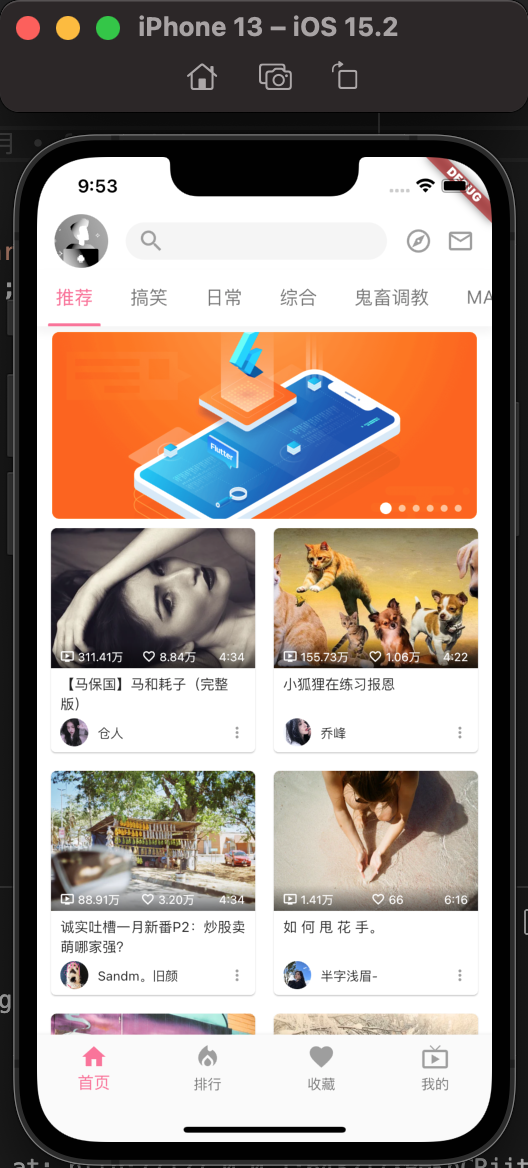 iPhone 13 – iOS 15.2
9:53
DEBUG
推荐 搞笑 日常 综合 鬼畜调教 MA
Flutter
311.41万 8.84万 4:34
155.73万 1.06万 4:22
【马保国】马和耗子（完整
版）
仓人
小狐狸在练习报恩
乔峰
88.91万 3.20万 4:34
1.41万 66 6:16
诚实吐槽一月新番P2：炒股卖
萌哪家强?
Sandm。旧颜
如 何 甩 花 手。
半字浅眉-
首页 排行 收藏 我的